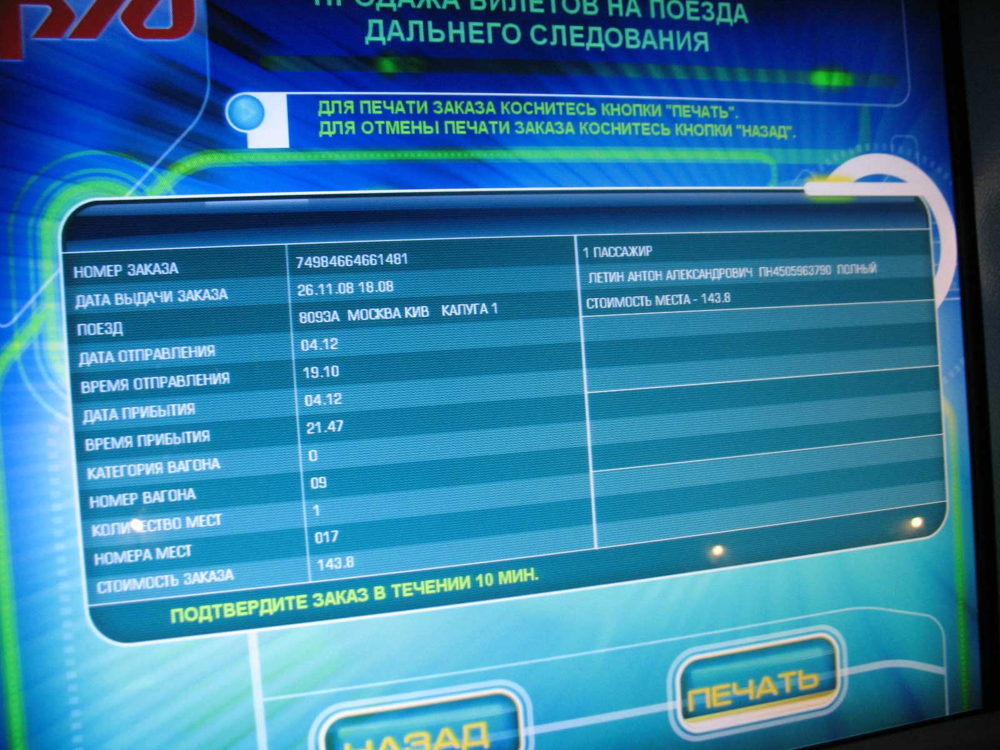 РЖД
ПРОДАЖА БИЛЕТОВ НА ПОЕЗДА
ДАЛЬНЕГО СЛЕДОВАНИЯ
ДЛЯ ПЕЧАТИ ЗАКАЗА КОСНИТЕСЬ КНОПКИ "ПЕЧАТЬ".
ДЛЯ ОТМЕНЫ ПЕЧАТИ ЗАКАЗА КОСНИТЕСЬ КНОПКИ "НАЗАД".
НОМЕР ЗАКАЗА 74984664661481
ДАТА ВЫДАЧИ ЗАКАЗА 26.11.08 18.08
ПОЕЗД 809ЗА МОСКВА КИВ КАЛУГА 1
ДАТА ОТПРАВЛЕНИЯ 04.12
ВРЕМЯ ОТПРАВЛЕНИЯ 19.10
ДАТА ПРИБЫТИЯ 04.12
ВРЕМЯ ПРИБЫТИЯ 21.47
КАТЕГОРИЯ ВАГОНА О
НОМЕР ВАГОНА 09
КОЛИЧЕСТВО МЕСТ 1
НОМЕРА МЕСТ 017
СТОИМОСТЬ ЗАКАЗА 143.8
1 ПАССАЖИР
ЛЕТИН АНТОН АЛЕКСАНДРОВИЧ ПН4505963790 ПОЛНЫЙ
СТОИМОСТЬ МЕСТА - 143.8
ПОДТВЕРДИТЕ ЗАКАЗ В ТЕЧЕНИИ 10 МИН.
НАЗАД
ПЕЧАТЬ